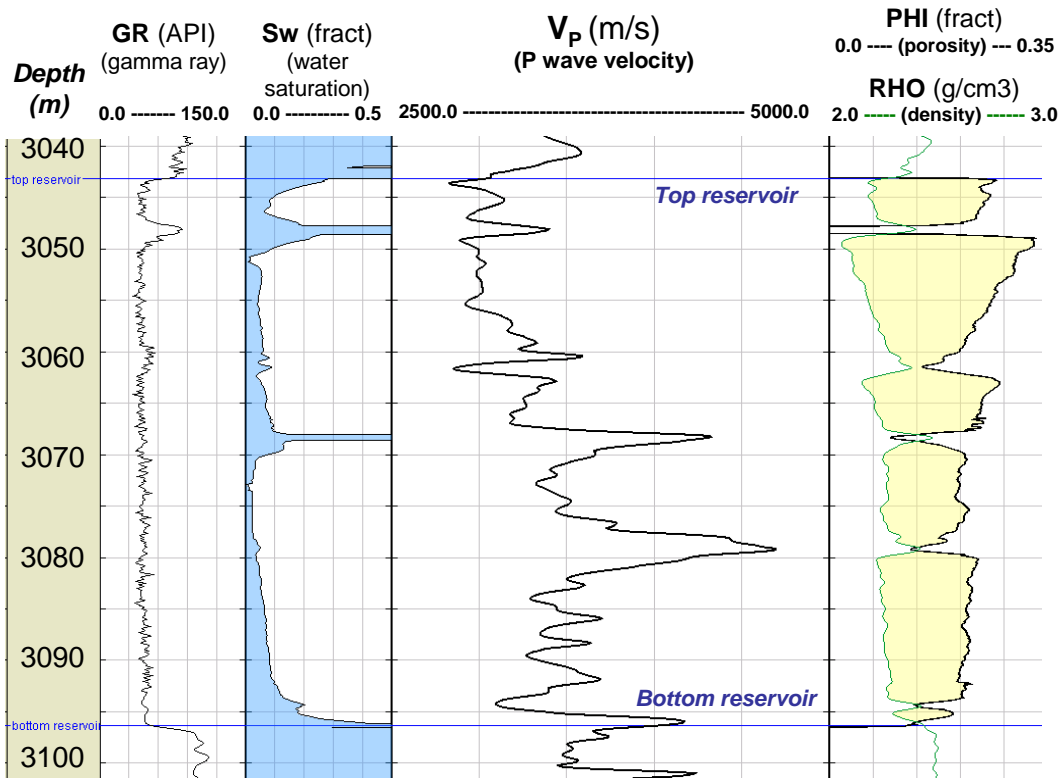 Depth
(m)
GR (API)
(gamma ray)
0.0 ------- 150.0
Sw (fract)
(water
saturation)
0.0 ---------- 0.5
VP (m/s)
(P wave velocity)
2500.0 ------------------------------------------ 5000.0
PHI (fract)
0.0 ---- (porosity) --- 0.35
RHO (g/cm3)
2.0 ----- (density) ------ 3.0
3040
top reservoir
Top reservoir
3050
3060
3070
3080
3090
Bottom reservoir
bottom reservoir
3100